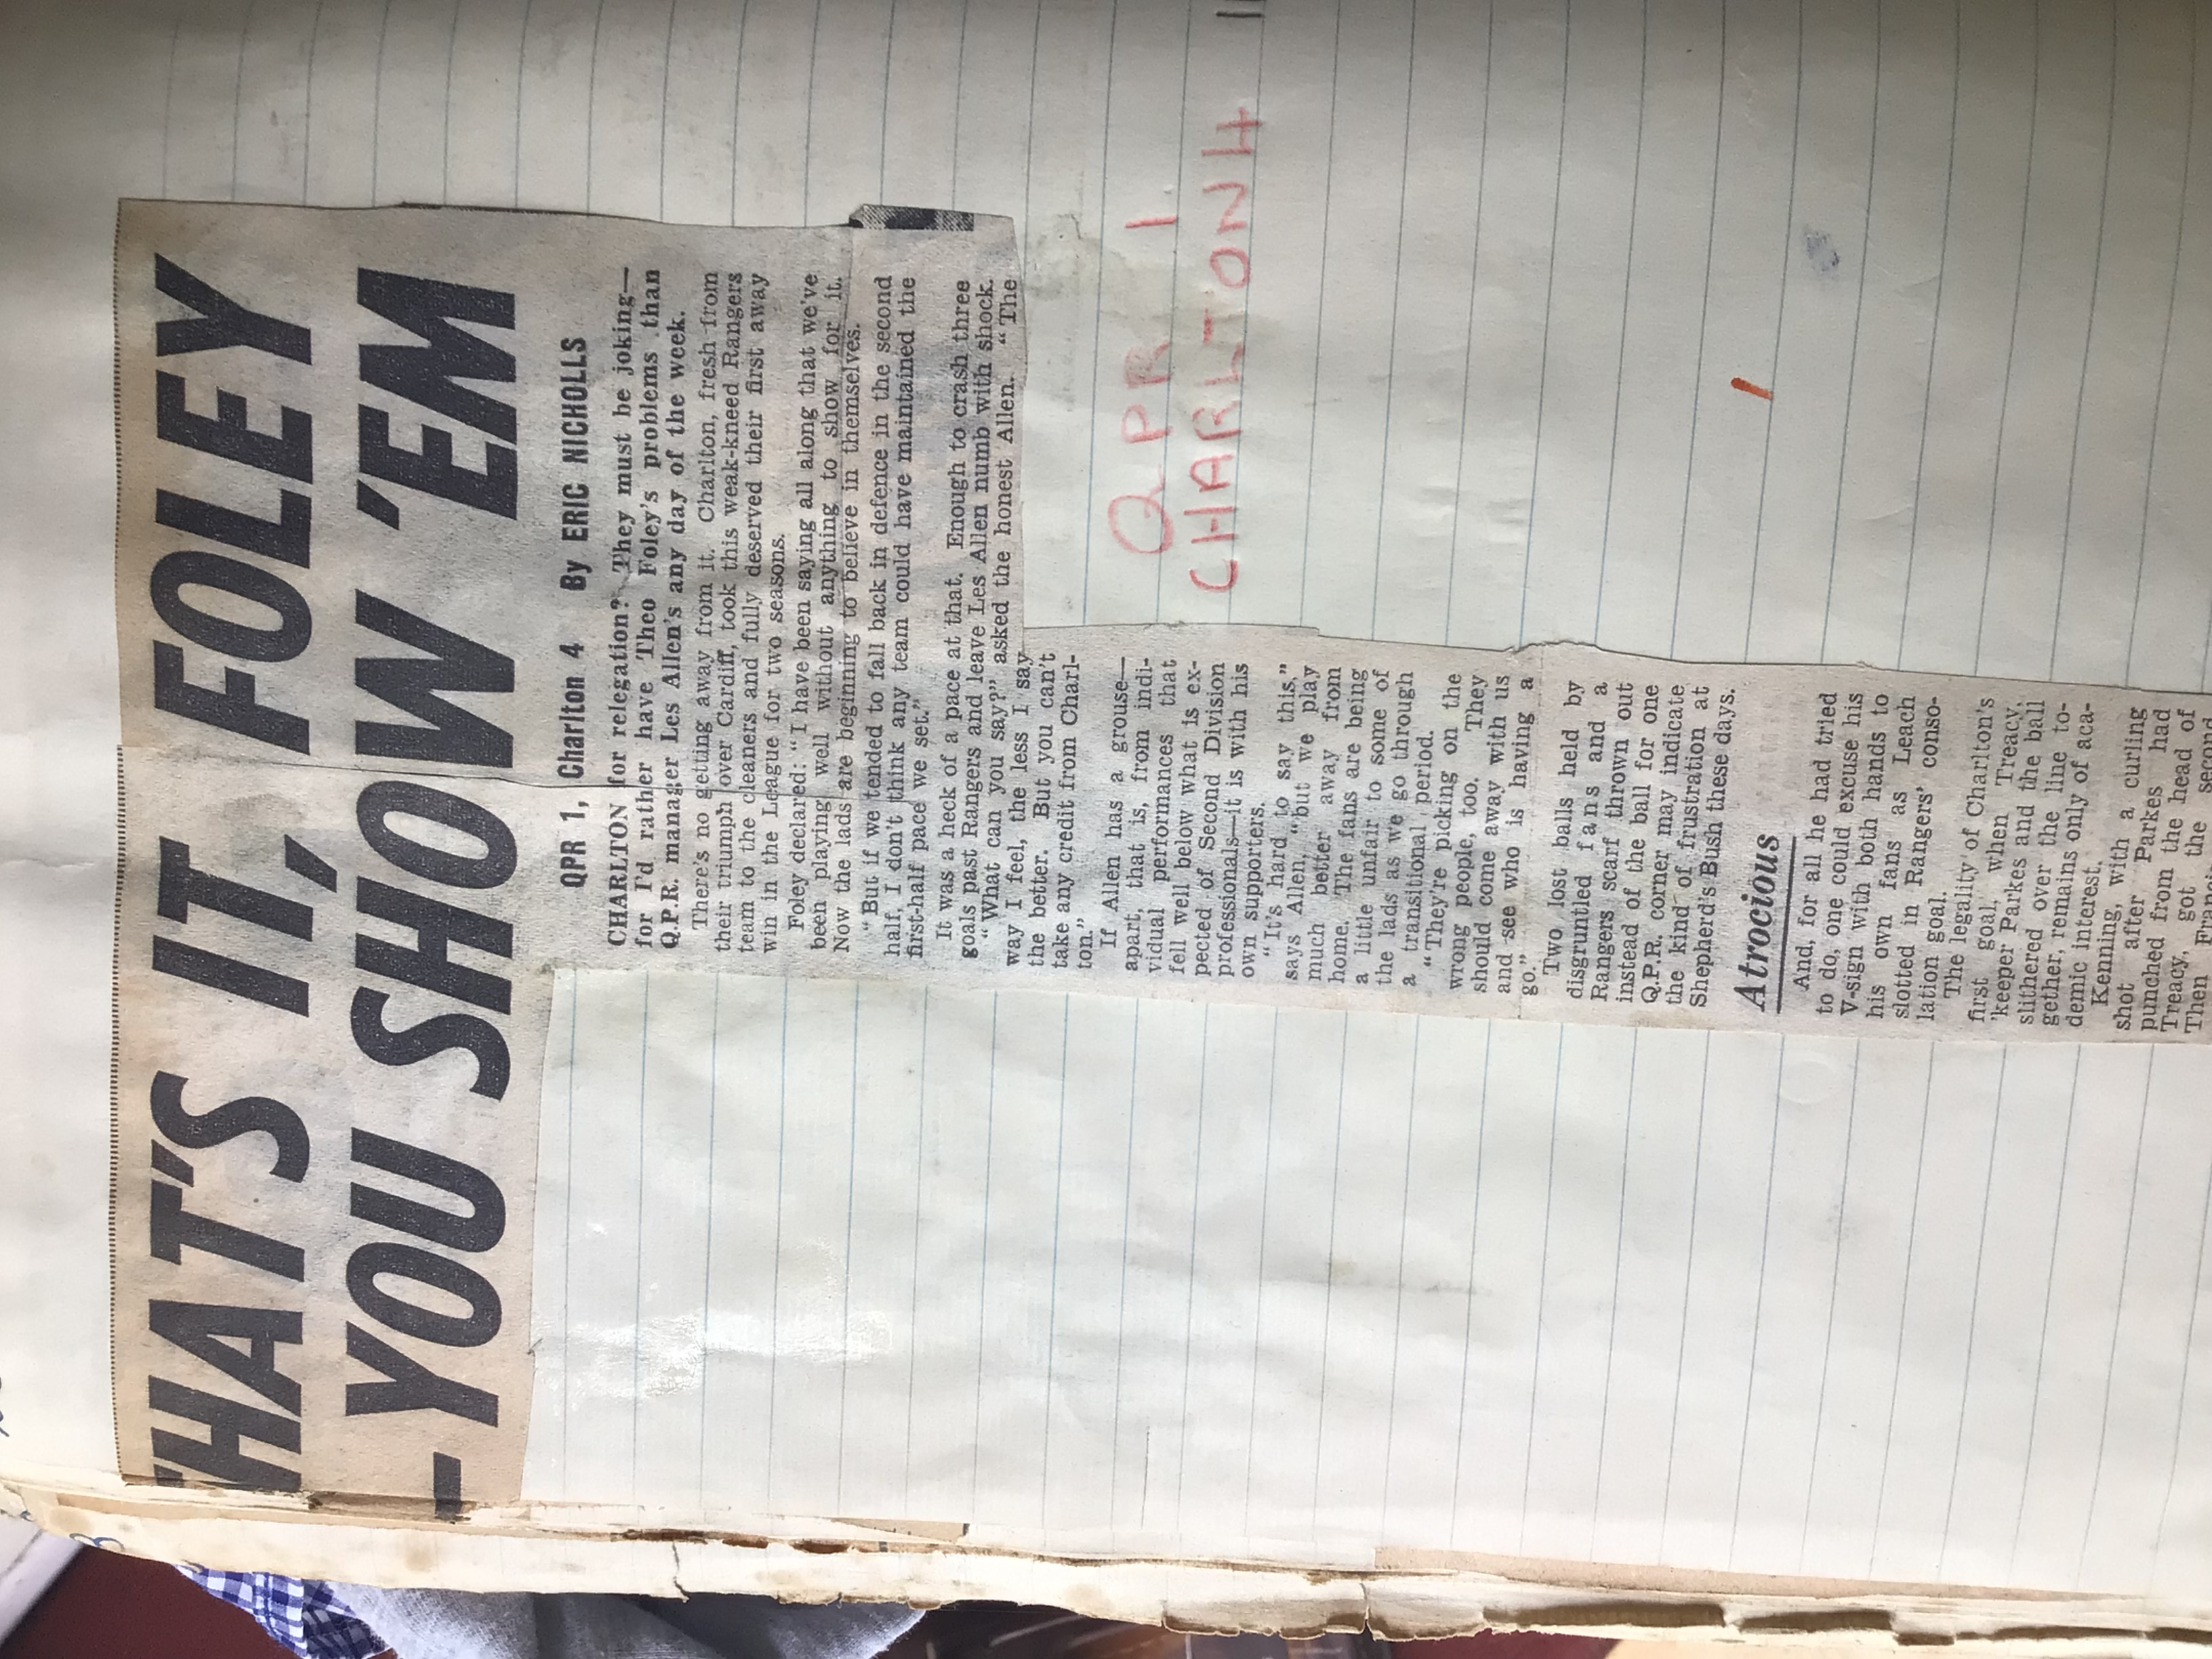 'HAT'S IT, FOLEY
– YOU SHOW 'EM
QPR 1, Charlton 4 By ERIC NICHOLLS
CHARLTON for relegation? They must be joking—
for I'd rather have Theo Foley's problems than
Q.P.R. manager Les Allen's any day of the week.
There's no getting away from it. Charlton, fresh from
their triumph over Cardiff, took this weak-kneed Rangers
team to the cleaners and fully deserved their first away
win in the League for two seasons.
Foley declared: "I have been saying all along that we've
been playing well without anything to show for it.
Now the lads are beginning to believe in themselves.
"But if we tended to fall back in defence in the second
half, I don't think any team could have maintained the
first-half pace we set."
It was a heck of a pace at that. Enough to crash three
goals past Rangers and leave Les Allen numb with shock.
"What can you say?" asked the honest Allen. "The
way I feel, the less I say
the better. But you can't
take any credit from Charl-
ton."
If Allen has a grouse—
apart, that is, from indi-
vidual performances that
fell well below what is ex-
pected of Second Division
professionals—it is with his
own supporters.
"It's hard to say this,"
says Allen, "but we play
much better away from
home. The fans are being
a little unfair to some of
the lads as we go through
a transitional period.
"They're picking on the
wrong people, too. They
should come away with us
and see who is having a
go."
Two lost balls held by
disgruntled fans and a
Rangers scarf thrown out
instead of the ball for one
Q.P.R. corner may indicate
the kind of frustration at
Shepherd's Bush these days.
Atrocious
And, for all he had tried
to do, one could excuse his
V-sign with both hands to
his own fans as Leach
slotted in Rangers' conso-
lation goal.
The legality of Charlton's
first goal, when Treacy,
'keeper Parkes and the ball
slithered over the line to-
gether, remains only of aca-
demic interest.
Kenning, with a curling
shot after Parkes had
punched from the head of
Treacy, got the second.
Then
QPR 1
CHARLTON 4